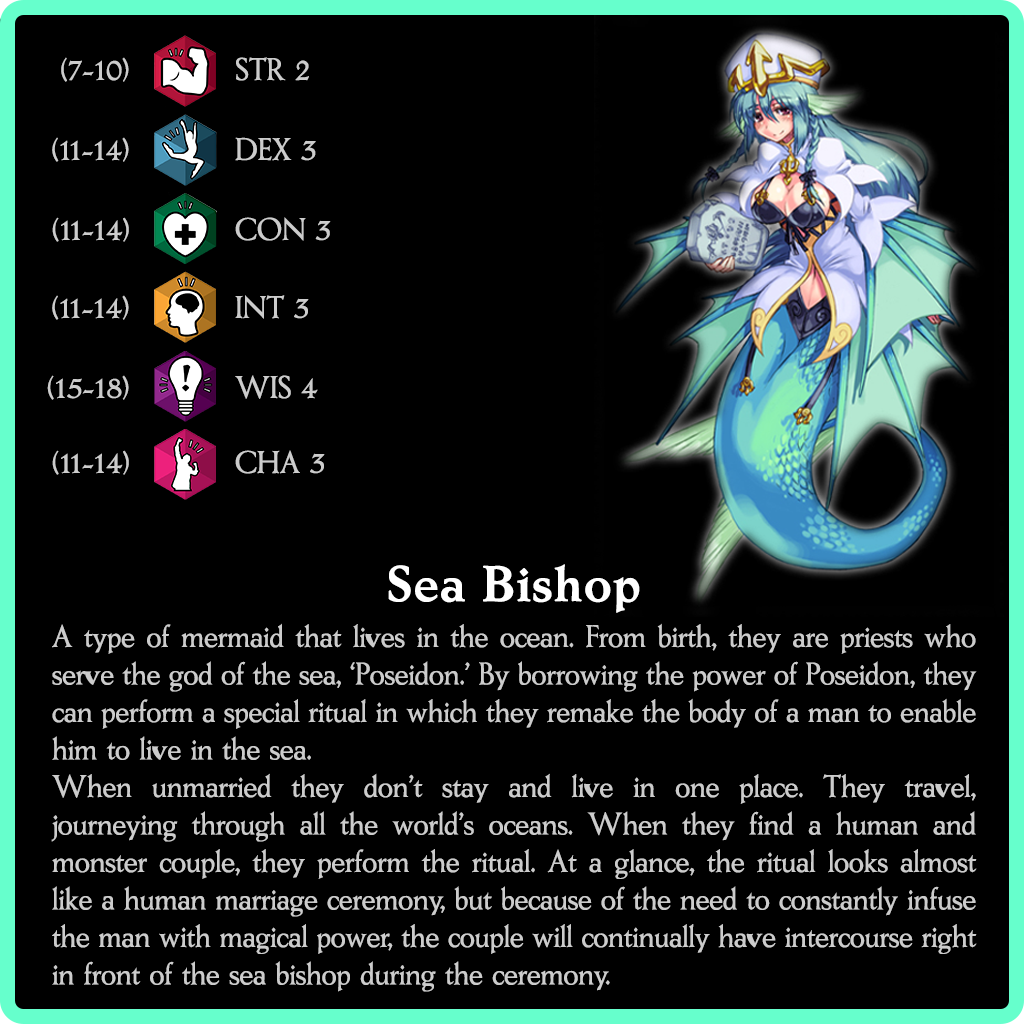 (7-10) STR 2
(11-14) DEX 3
(11-14) CON 3
(11-14) INT 3
(15-18) WIS 4
(11-14) CHA 3
Sea Bishop
A type of mermaid that lives in the ocean. From birth, they are priests who
serve the god of the sea, ‘Poseidon.’ By borrowing the power of Poseidon, they
can perform a special ritual in which they remake the body of a man to enable
him to live in the sea.
When unmarried they don’t stay and live in one place. They travel,
journeying through all the world’s oceans. When they find a human and
monster couple, they perform the ritual. At a glance, the ritual looks almost
like a human marriage ceremony, but because of the need to constantly infuse
the man with magical power, the couple will continually have intercourse right
in front of the sea bishop during the ceremony.